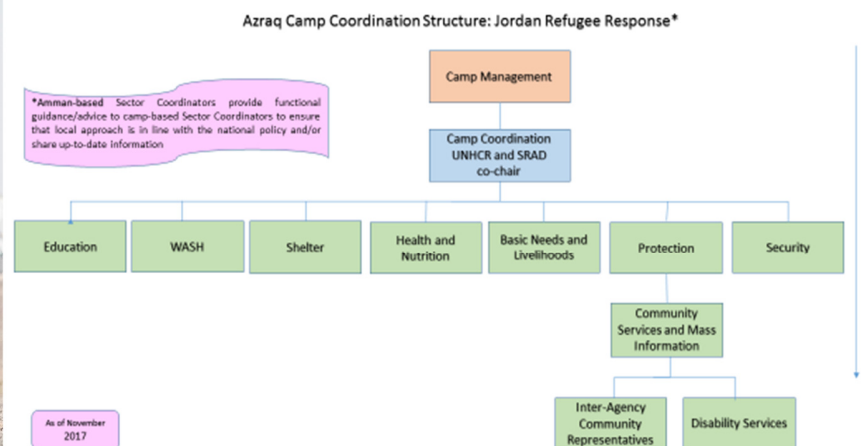 Azraq Camp Coordination Structure: Jordan Refugee Response*
Camp Management
*Amman-based Sector Coordinators provide functional
guidance/advice to camp-based Sector Coordinators to ensure
that local approach is in line with the national policy and/or
share up-to-date information
Camp Coordination
UNHCR and SRAD
co-chair
Education
WASH
Shelter
Health and
Nutrition
Basic Needs and
Livelihoods
Protection
Security
Community
Services and Mass
Information
Inter-Agency
Community
Representatives
Disability Services
As of November
2017